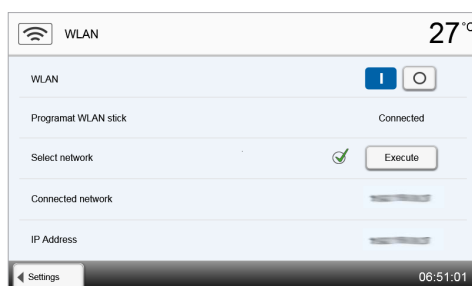 WLAN 27°C
WLAN I O
Programat WLAN stick Connected
Select network Execute
Connected network
IP Address
Settings 06:51:01